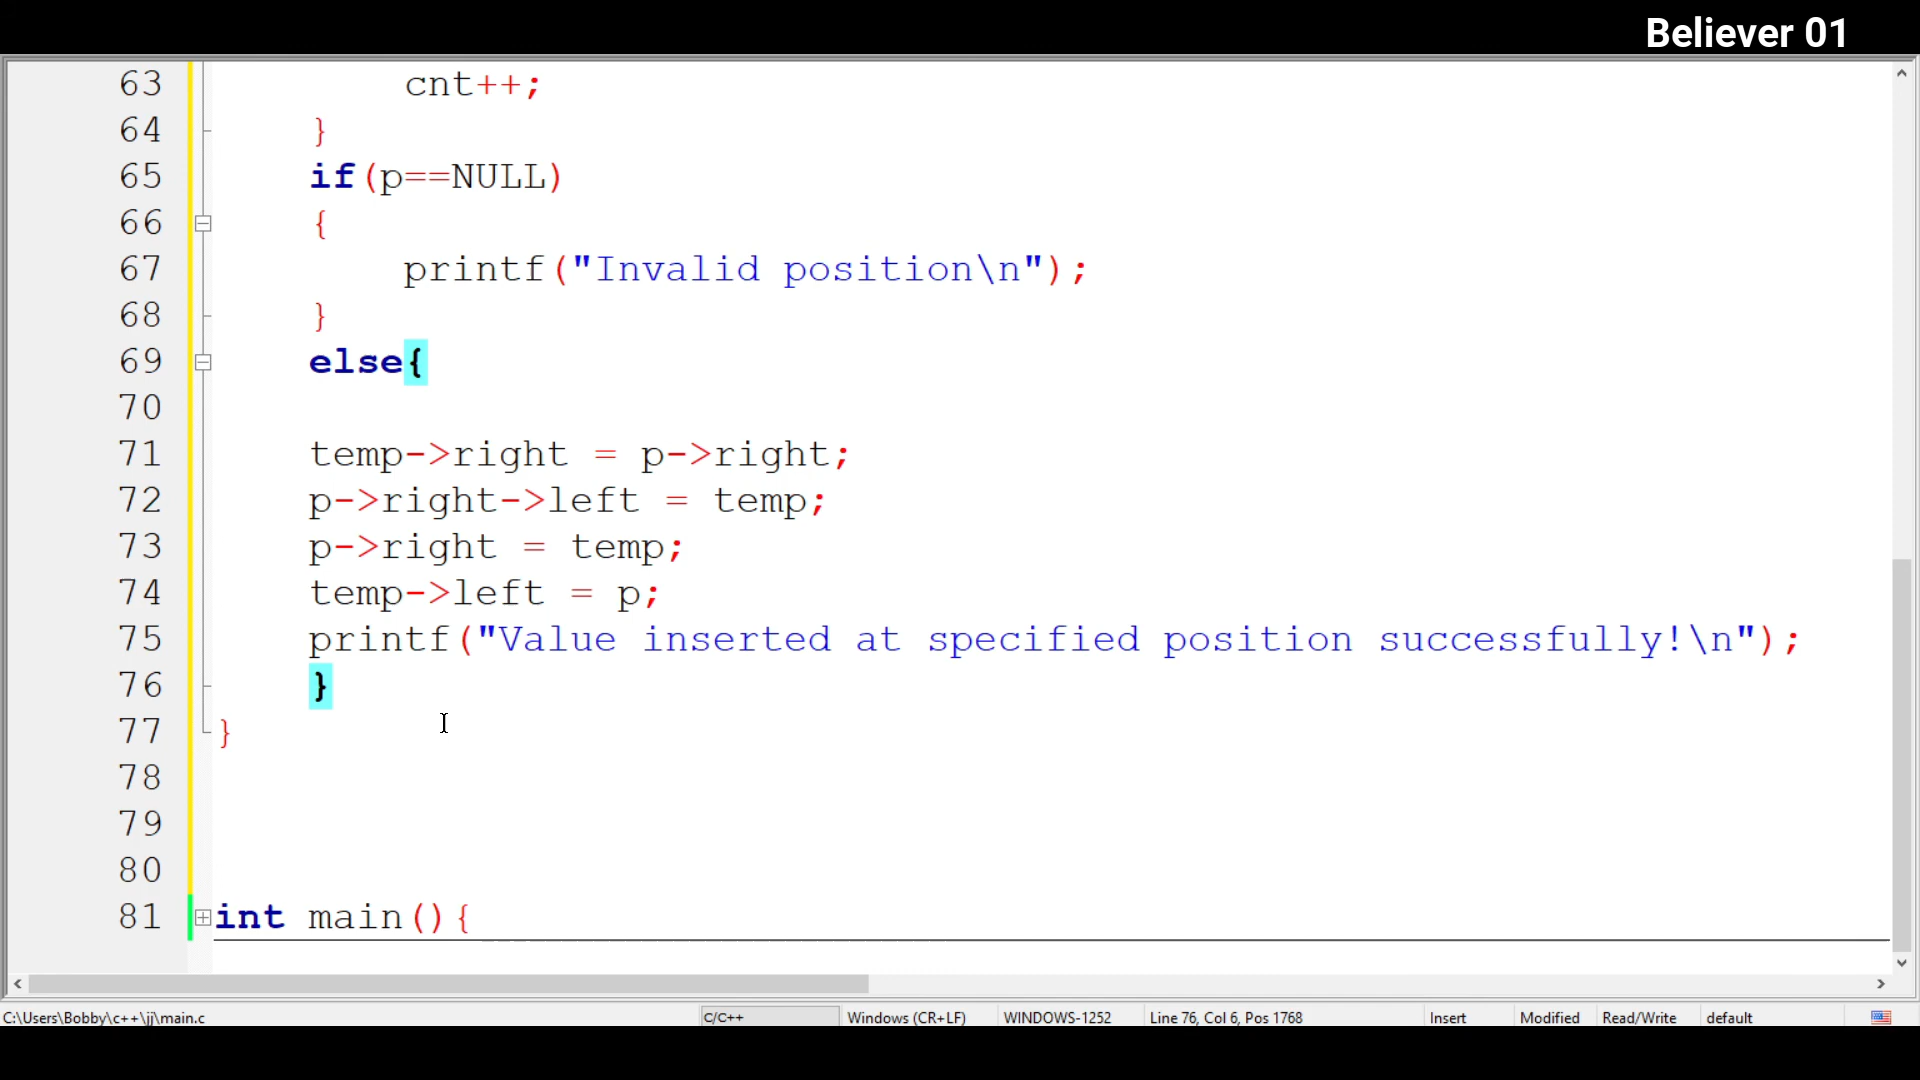 Believer 01
63 cnt++;
64 }
65 if(p==NULL)
66 {
67 printf("Invalid position\n");
68 }
69 else{
70
71 temp->right = p->right;
72 p->right->left = temp;
73 p->right = temp;
74 temp->left = p;
75 printf("Value inserted at specified position successfully!\n");
76 }
77 }
78
79
80
81 int main(){
C:\Users\Bobby\c++\jj\main.c C/C++ Windows (CR+LF) WINDOWS-1252 Line 76, Col 6, Pos 1768 Insert Modified Read/Write default